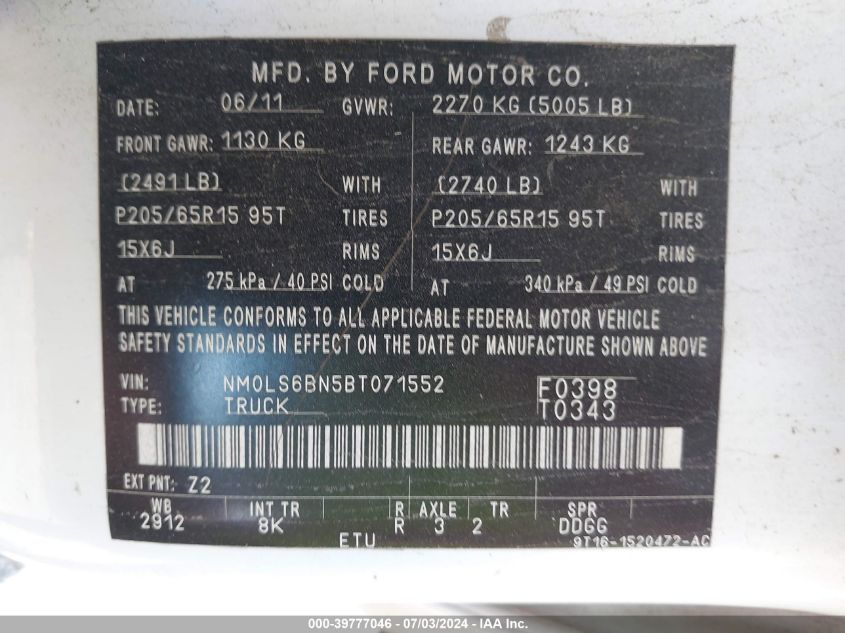 MFD. BY FORD MOTOR CO.
DATE: 06/11 GVWR: 2270 KG (5005 LB)
FRONT GAWR: 1130 KG REAR GAWR: 1243 KG
(2491 LB) WITH (2740 LB) WITH
P205/65R15 95T TIRES P205/65R15 95T TIRES
15X6J RIMS 15X6J RIMS
AT 275 kPa / 40 PSI COLD AT 340 kPa / 49 PSI COLD
THIS VEHICLE CONFORMS TO ALL APPLICABLE FEDERAL MOTOR VEHICLE
SAFETY STANDARDS IN EFFECT ON THE DATE OF MANUFACTURE SHOWN ABOVE
VIN: NM0LS6BN5BT071552 F0398
TYPE: TRUCK T0343
EXT PNT: Z2
WB INT TR R AXLE TR SPR
2912 8K R 3 2 DDGG
ETU 9T16-1520472-AC
000-39777046 - 07/03/2024 - IAA Inc.